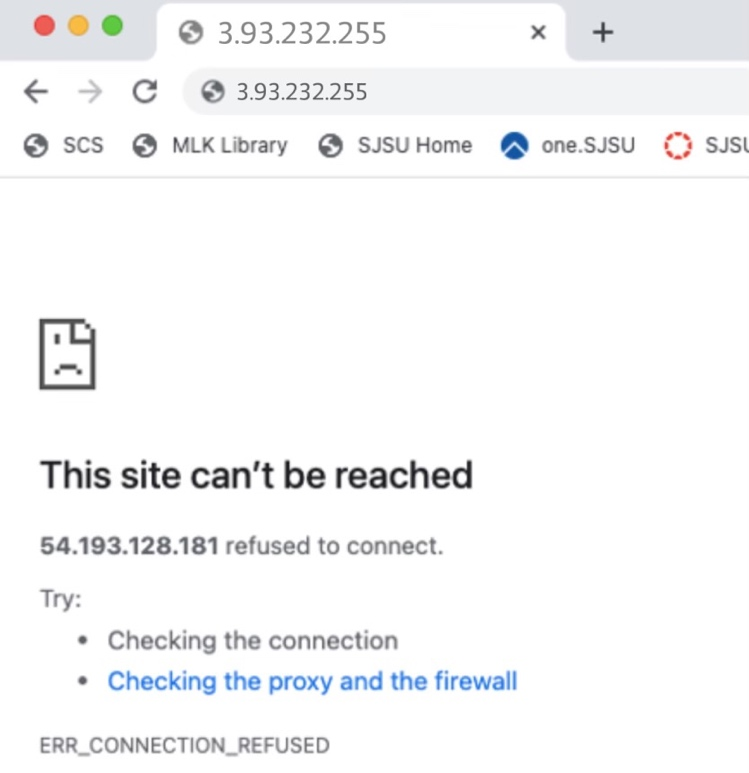 3.93.232.255
3.93.232.255
SCS MLK Library SJSU Home one.SJSU SJSU
This site can't be reached
54.193.128.181 refused to connect.
Try:
• Checking the connection
• Checking the proxy and the firewall
ERR_CONNECTION_REFUSED